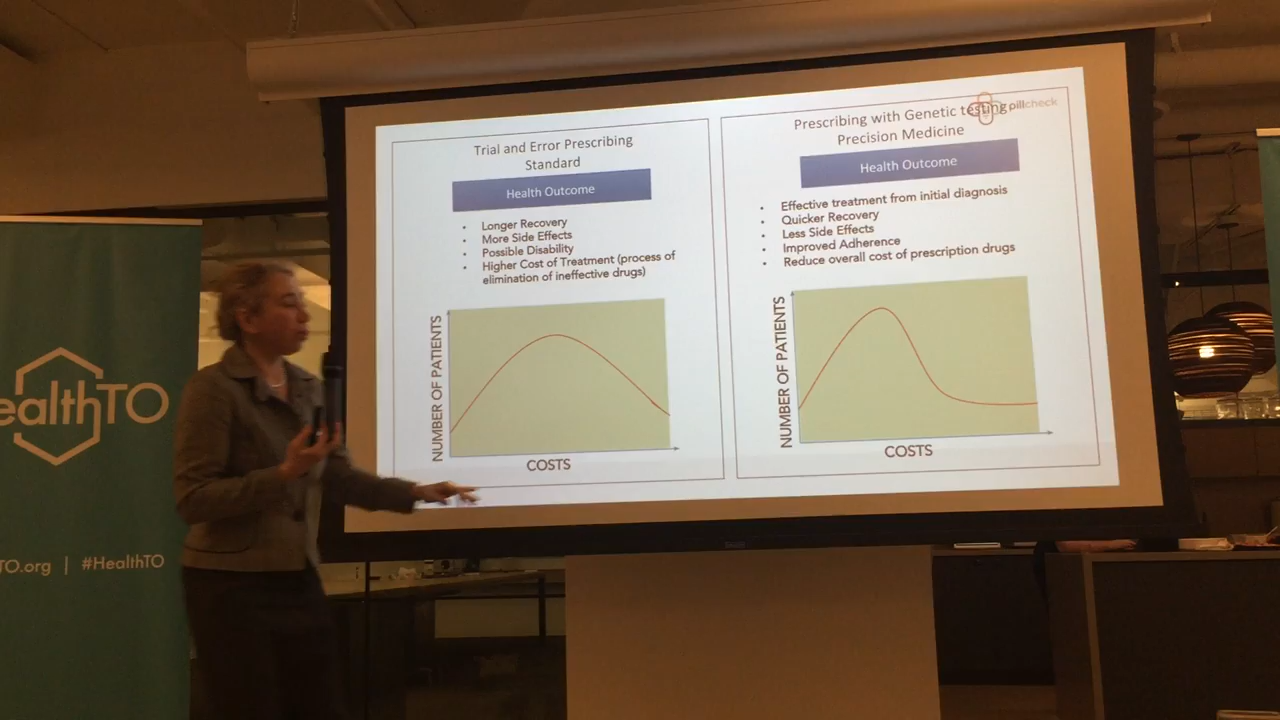 Trial and Error Prescribing
Standard
Health Outcome
• Longer Recovery
• More Side Effects
• Possible Disability
• Higher Cost of Treatment (process of
elimination of ineffective drugs)
NUMBER OF PATIENTS
COSTS
Prescribing with Genetic testing
Precision Medicine
pillcheck
Health Outcome
• Effective treatment from initial diagnosis
• Quicker Recovery
• Less Side Effects
• Improved Adherence
• Reduce overall cost of prescription drugs
NUMBER OF PATIENTS
COSTS
ealthTO
TO.org | #HealthTO